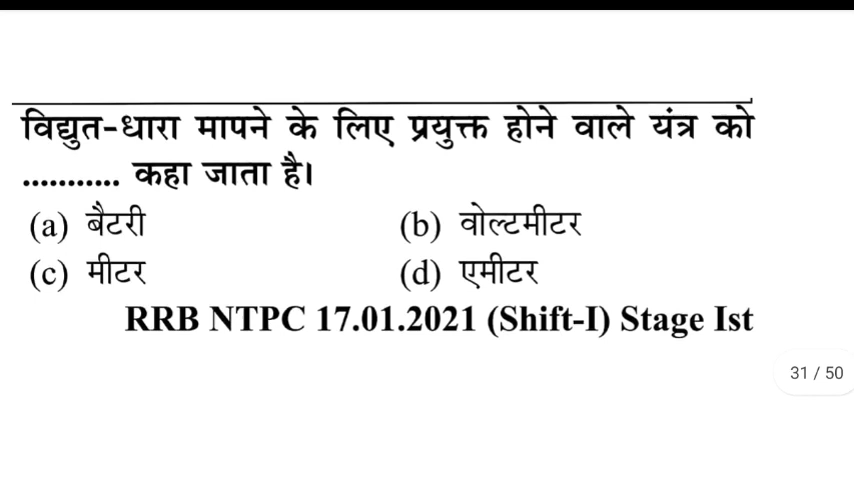 विद्युत-धारा मापने के लिए प्रयुक्त होने वाले यंत्र को
............ कहा जाता है।
(a) बैटरी (b) वोल्टमीटर
(c) मीटर (d) एमीटर
RRB NTPC 17.01.2021 (Shift-I) Stage Ist
31 / 50